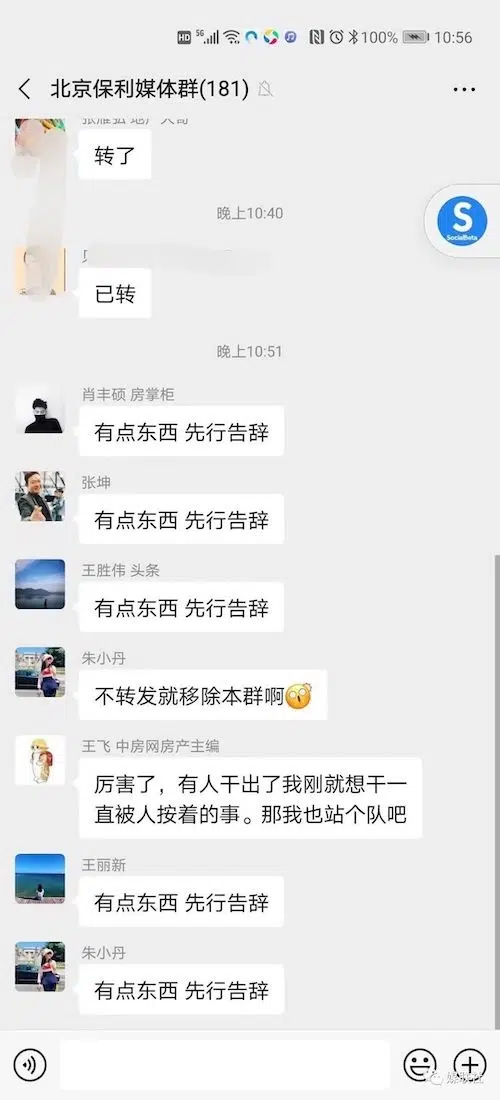 HD 5G 100% 10:56
北京保利媒体群(181)
转了
晚上10:40
S
SocialBeta
已转
晚上10:51
肖丰硕 房掌柜
有点东西 先行告辞
张坤
有点东西 先行告辞
王胜伟 头条
有点东西 先行告辞
朱小丹
不转发就移除本群啊
王飞 中房网房产主编
厉害了，有人干出了我刚就想干一
直被人按着的事。那我也站个队吧
王丽新
有点东西 先行告辞
朱小丹
有点东西 先行告辞